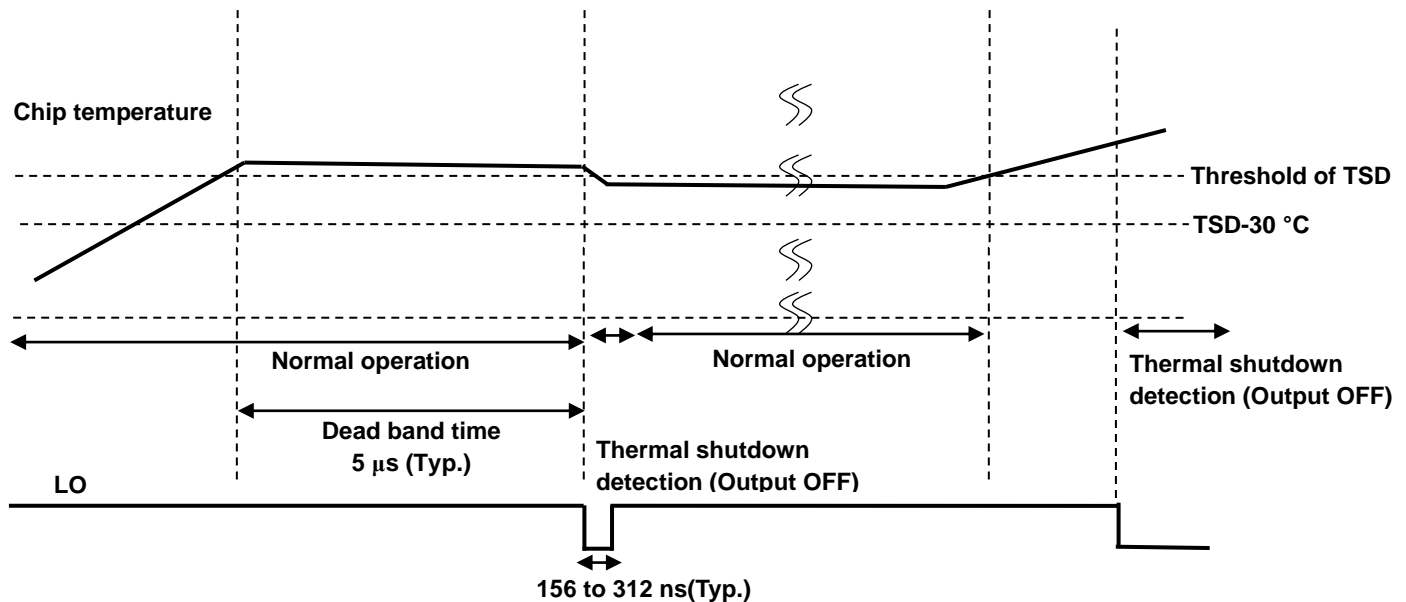 Chip temperature
Threshold of TSD
TSD-30 °C
Normal operation
Normal operation
Thermal shutdown
detection (Output OFF)
Dead band time
5 μs (Typ.)
Thermal shutdown
detection (Output OFF)
LO
156 to 312 ns(Typ.)